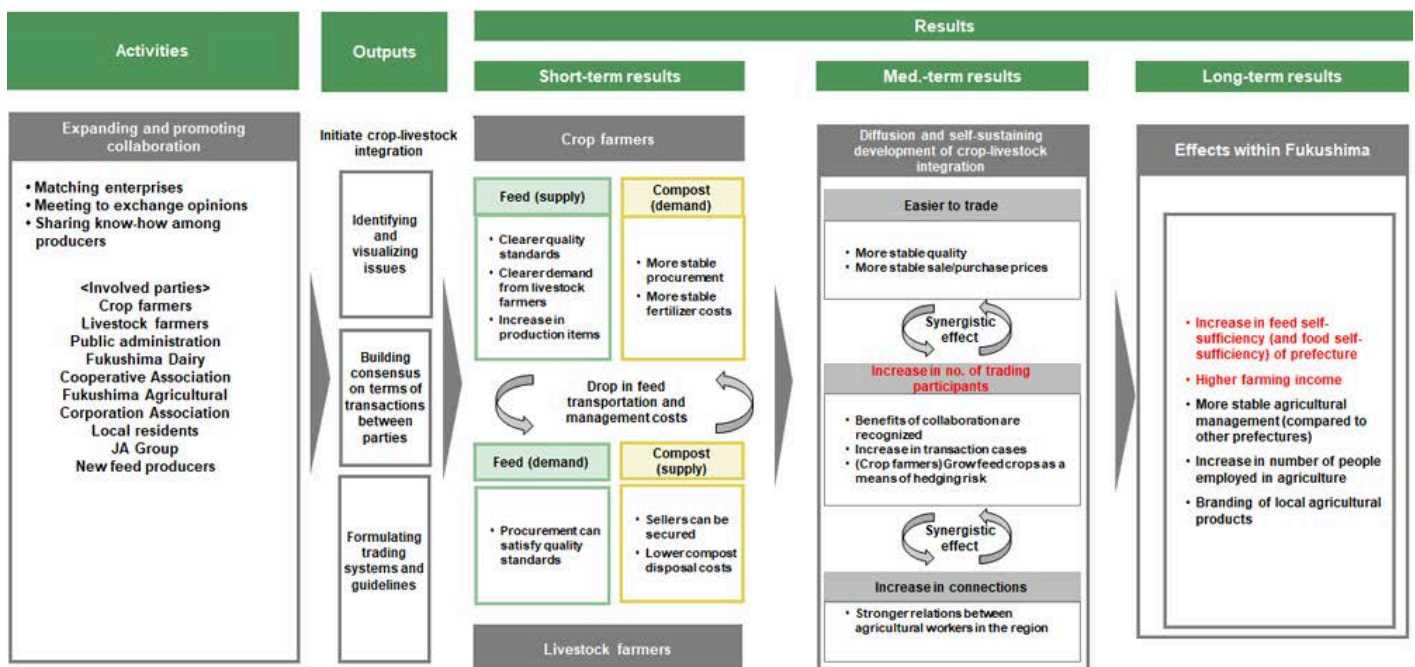 Activities
Outputs
Results
Short-term results
Med.-term results
Long-term results
Expanding and promoting
collaboration
• Matching enterprises
• Meeting to exchange opinions
• Sharing know-how among
producers
<Involved parties>
Crop farmers
Livestock farmers
Public administration
Fukushima Dairy
Cooperative Association
Fukushima Agricultural
Corporation Association
Local residents
JA Group
New feed producers
Initiate crop-livestock
integration
Identifying
and
visualizing
issues
Building
consensus
on terms of
transactions
between
parties
Formulating
trading
systems and
guidelines
Crop farmers
Feed (supply)
• Clearer quality
standards
• Clearer demand
from livestock
farmers
• Increase in
production items
Compost
(demand)
• More stable
procurement
• More stable
fertilizer costs
Drop in feed
transportation and
management costs
Feed (demand)
• Procurement can
satisfy quality
standards
Compost
(supply)
• Sellers can be
secured
• Lower compost
disposal costs
Livestock farmers
Diffusion and self-sustaining
development of crop-livestock
integration
Easier to trade
• More stable quality
• More stable sale/purchase prices
Synergistic
effect
Increase in no. of trading
participants
• Benefits of collaboration are
recognized
• Increase in transaction cases
• (Crop farmers) Grow feed crops as a
means of hedging risk
Synergistic
effect
Increase in connections
• Stronger relations between
agricultural workers in the region
Effects within Fukushima
• Increase in feed self-
sufficiency (and food self-
sufficiency) of prefecture
• Higher farming income
• More stable agricultural
management (compared to
other prefectures)
• Increase in number of people
employed in agriculture
• Branding of local agricultural
products